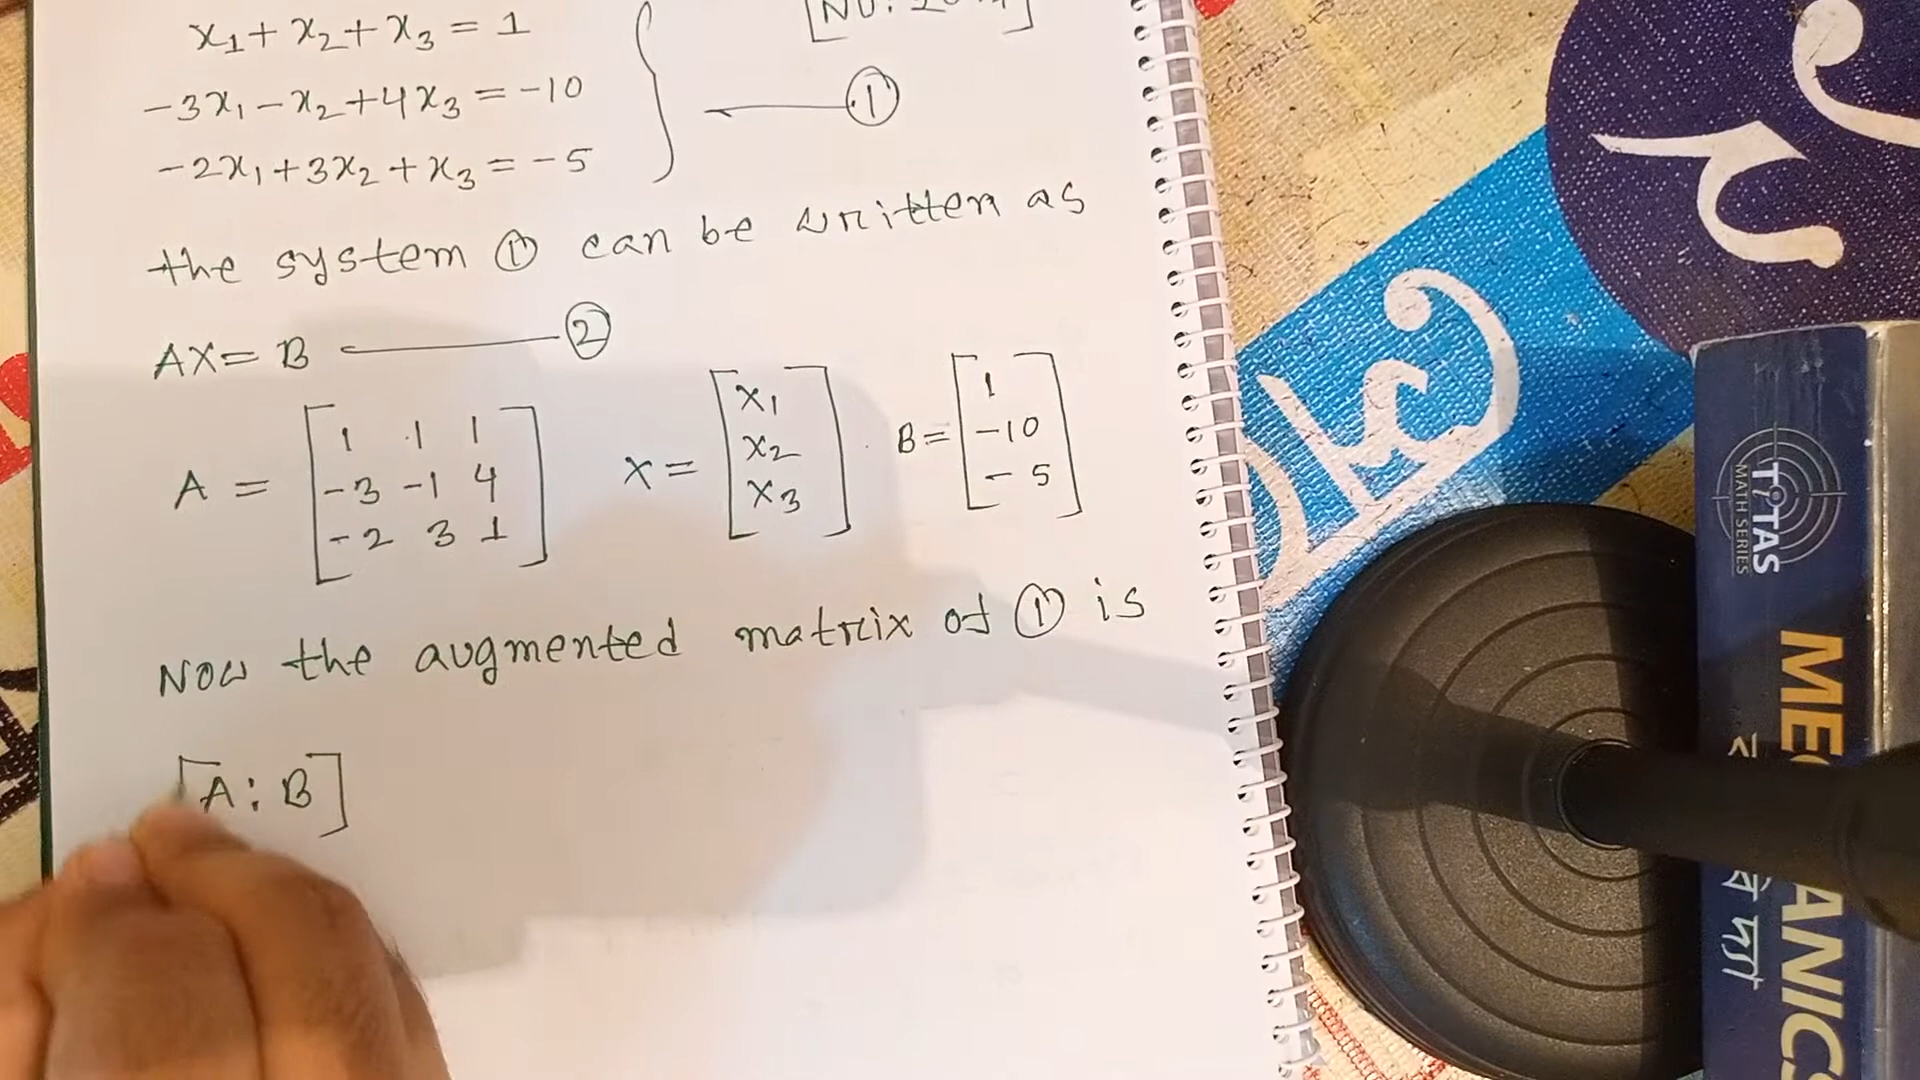 x₁ + x₂ + x₃ = 1
-3x₁ - x₂ + 4x₃ = -10
-2x₁ + 3x₂ + x₃ = -5
①
the system ① can be written as
AX = B ②
A = [1 1 1; -3 -1 4; -2 3 1] X = [x₁; x₂; x₃] B = [1; -10; -5]
Now the augmented matrix of ① is
[A : B]
TITAS
MATH SERIES